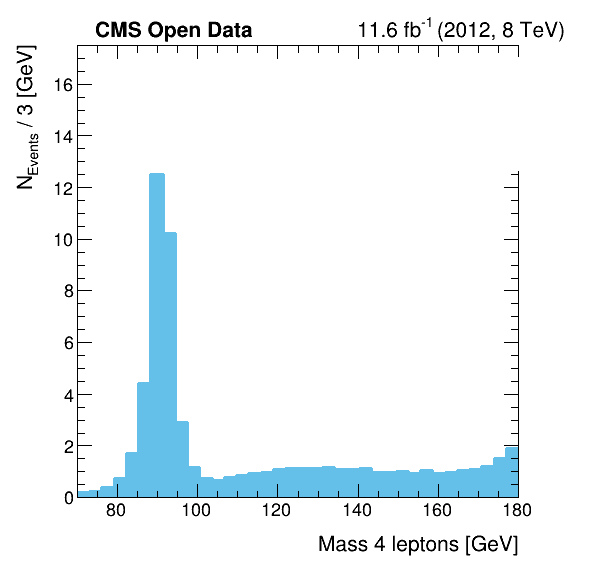 CMS Open Data
11.6 fb-1 (2012, 8 TeV)
NEvents / 3 [GeV]
16
14
12
10
8
6
4
2
0
80 100 120 140 160 180
Mass 4 leptons [GeV]